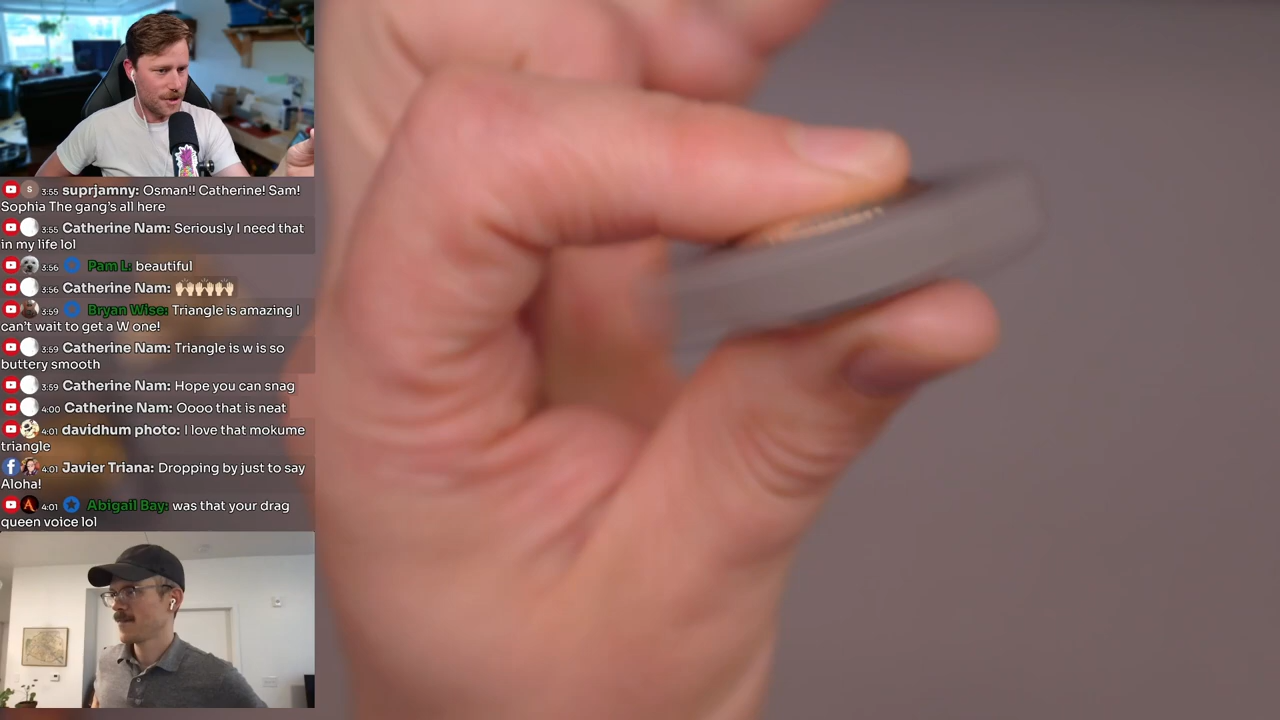 S 3:55 suprjamny: Osman!! Catherine! Sam!
Sophia The gang's all here
3:55 Catherine Nam: Seriously I need that
in my life lol
3:56 Pam L: beautiful
3:56 Catherine Nam: 🙌🏻🙌🏻🙌🏻🙌🏻
3:59 Bryan Wise: Triangle is amazing I
can't wait to get a W one!
3:59 Catherine Nam: Triangle is w is so
buttery smooth
3:59 Catherine Nam: Hope you can snag
4:00 Catherine Nam: Oooo that is neat
4:01 davidhum photo: I love that mokume
triangle
f 4:01 Javier Triana: Dropping by just to say
Aloha!
A 4:01 Abigail Bay: was that your drag
queen voice lol